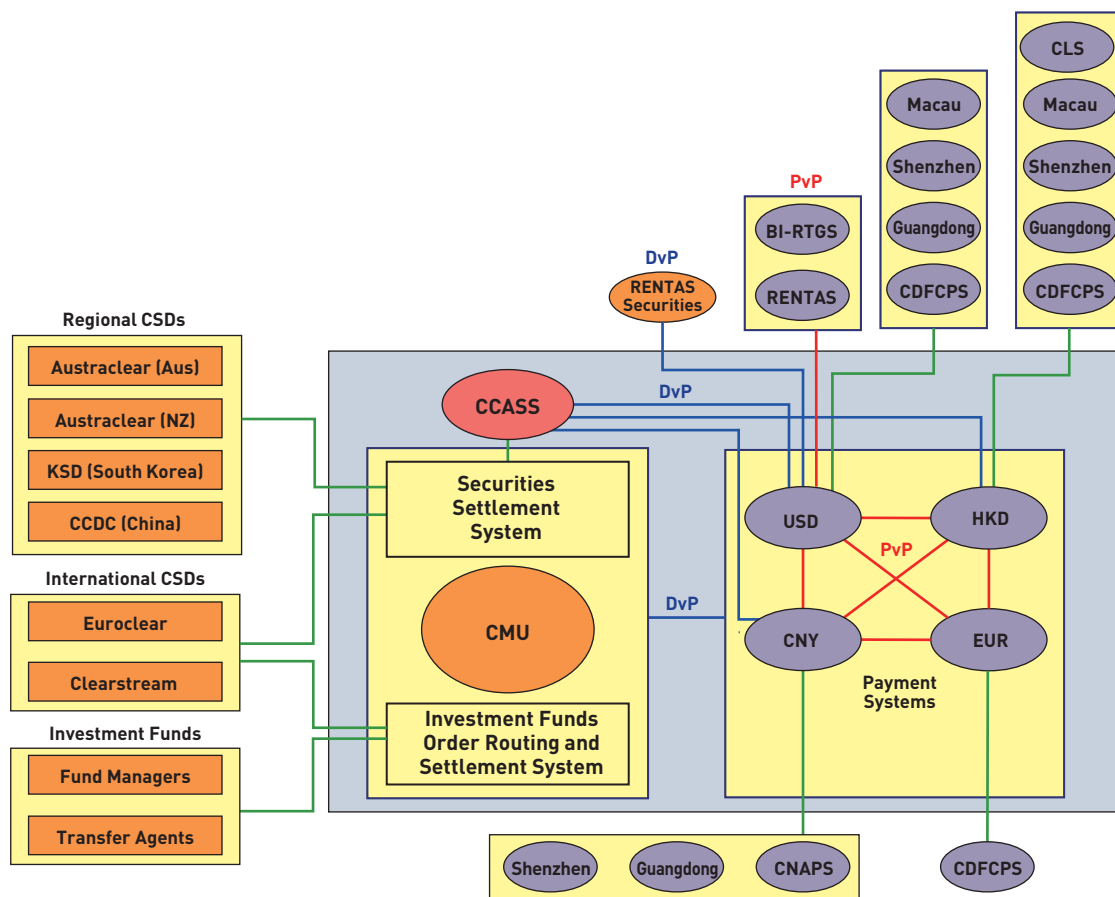 CLS
Macau
Macau
Shenzhen
Shenzhen
PvP
BI-RTGS
Guangdong
Guangdong
DvP
RENTAS
Securities
RENTAS
CDFCPS
CDFCPS
Regional CSDs
Austraclear (Aus)
Austraclear (NZ)
KSD (South Korea)
CCDC (China)
CCASS
DvP
Securities
Settlement
System
USD
HKD
PvP
International CSDs
Euroclear
Clearstream
CMU
DvP
CNY
EUR
Payment
Systems
Investment Funds
Fund Managers
Transfer Agents
Investment Funds
Order Routing and
Settlement System
Shenzhen
Guangdong
CNAPS
CDFCPS